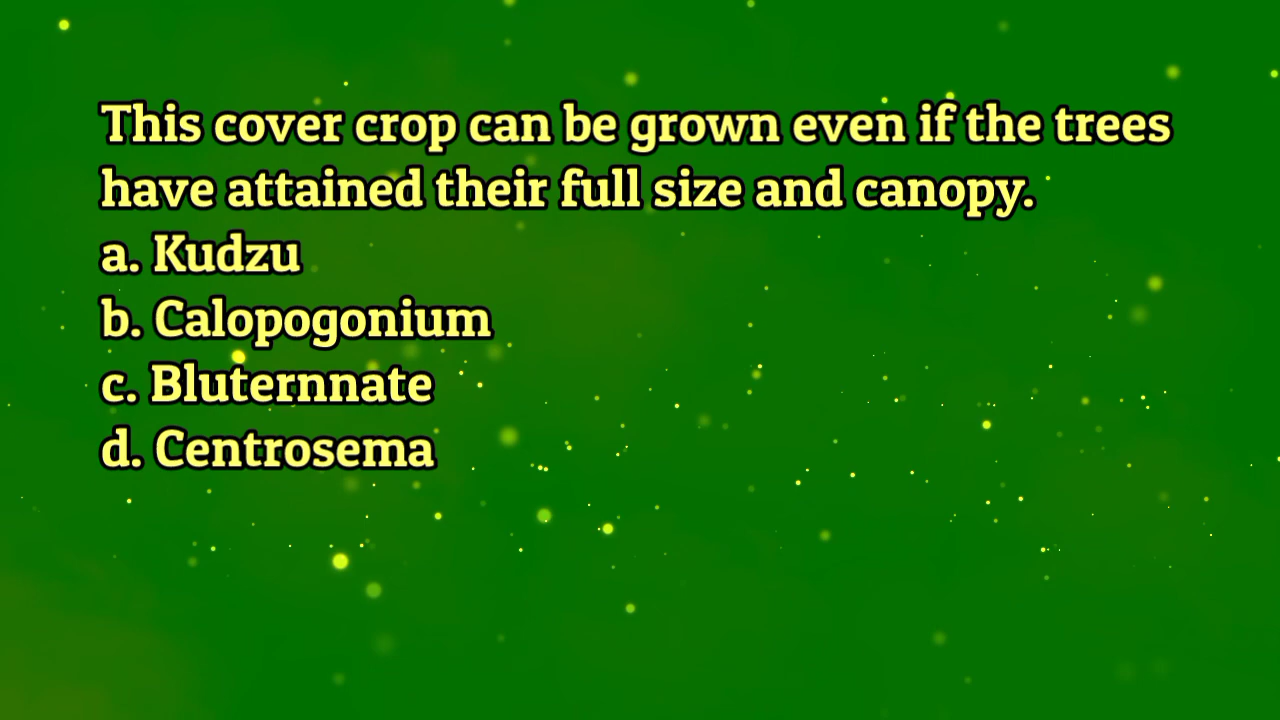 This cover crop can be grown even if the trees
have attained their full size and canopy.
a. Kudzu
b. Calopogonium
c. Bluternnate
d. Centrosema